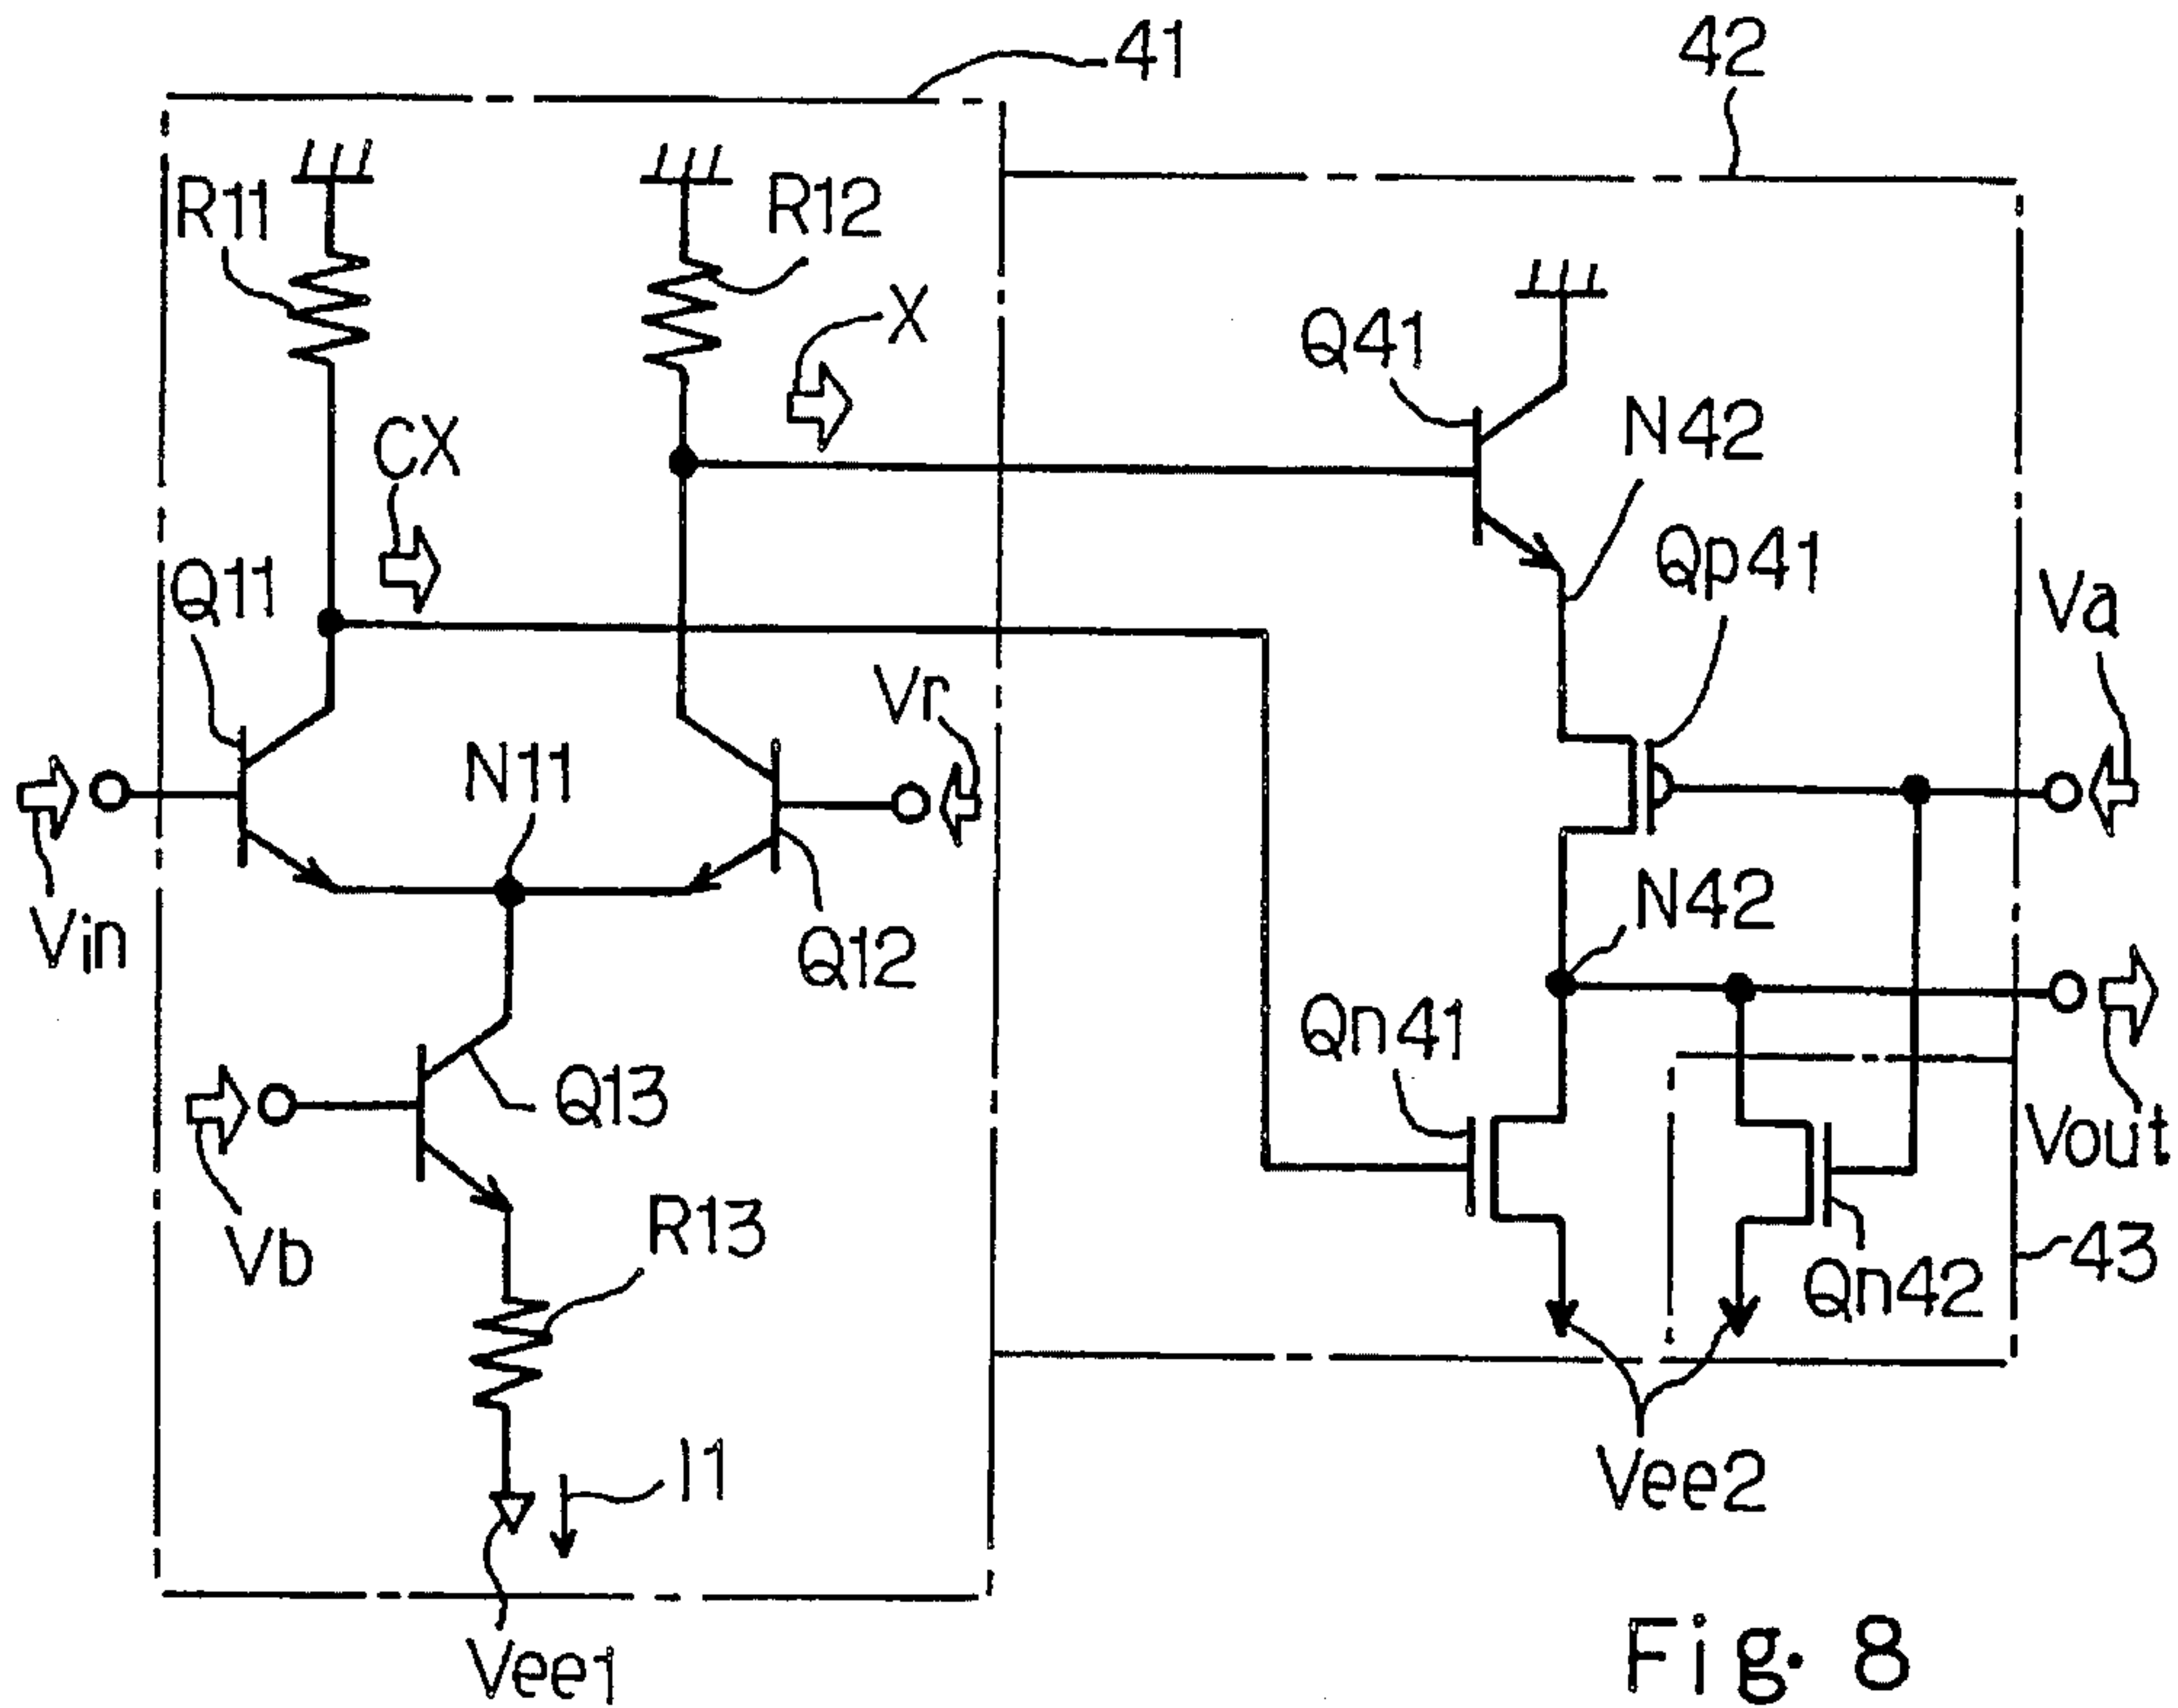 41
42
R11
R12
X
Q41
CX
N42
Qp41
Q11
Va
Vr
N11
N42
Vin
Q12
Qn41
Q13
Vout
R13
Vb
43
Qn42
I1
Vee2
Vee1
Fig. 8